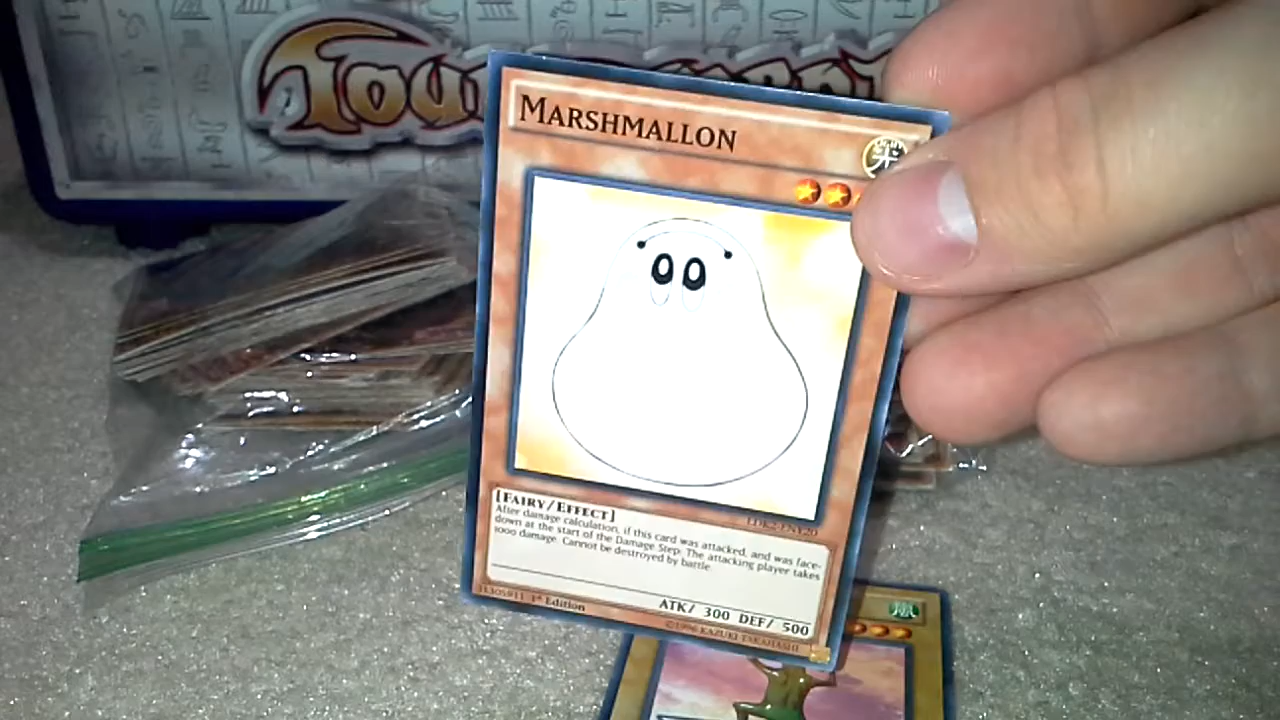 MARSHMALLON
光
LDK2-ENY20
[FAIRY/EFFECT]
After damage calculation, if this card was attacked, and was face-
down at the start of the Damage Step: The attacking player takes
1000 damage. Cannot be destroyed by battle.
ATK/ 300 DEF/ 500
31305911 1st Edition
©1996 KAZUKI TAKAHASHI